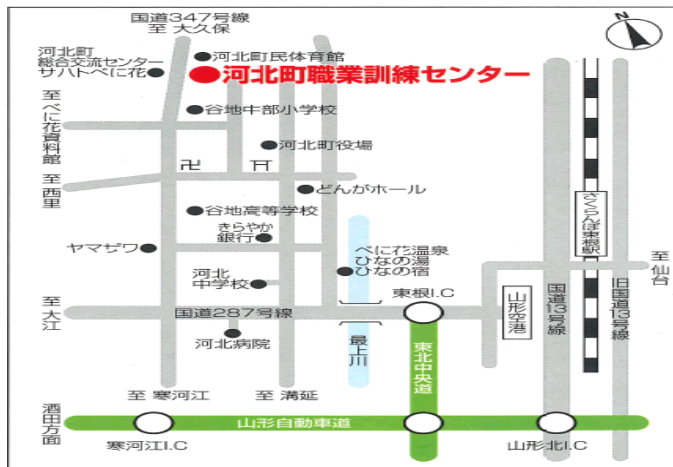 国道347号線
至 大久保
N
河北町
総合交流センター
サハトべに花
河北町民体育館
河北町職業訓練センター
至べに花資料館
谷地中部小学校
河北町役場
至西里
どんがホール
谷地高等学校
きらやか
銀行
ヤマザワ
べに花温泉
ひなの湯
ひなの宿
さくらんぼ東根駅
至仙台
河北
中学校
東根I.C
至大江
国道287号線
山形空港
国道13号線
旧国道13号線
河北病院
最上川
東北中央道
至 寒河江
至 溝延
酒田方面
山形自動車道
寒河江I.C
山形北I.C